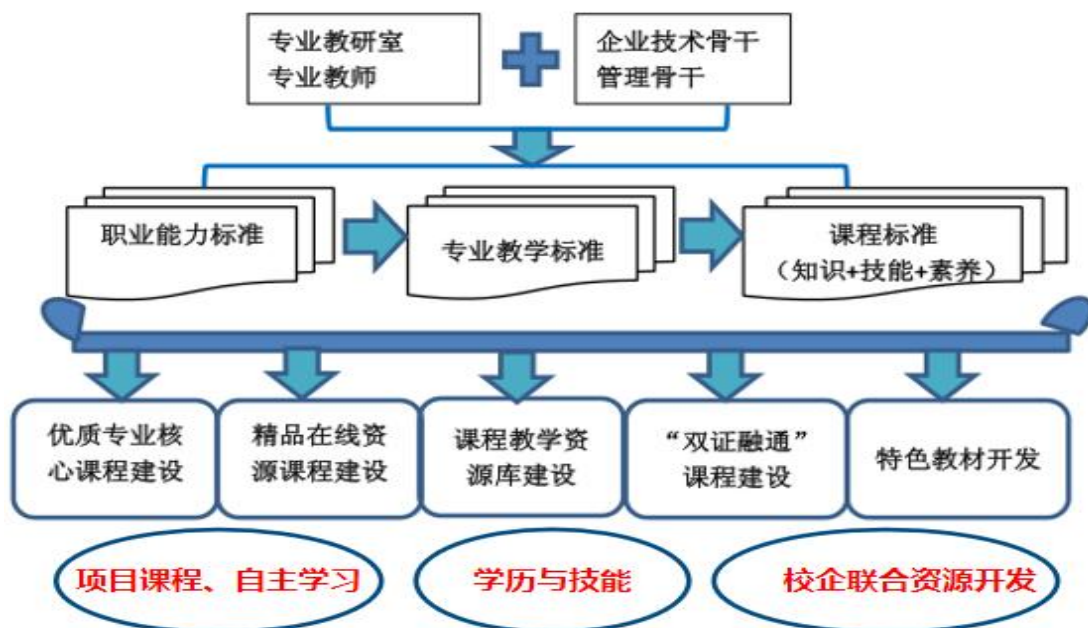 专业教研室
专业教师
企业技术骨干
管理骨干
职业能力标准
专业教学标准
课程标准
（知识+技能+素养）
优质专业核
心课程建设
精品在线资
源课程建设
课程教学资
源库建设
“双证融通”
课程建设
特色教材开发
项目课程、自主学习
学历与技能
校企联合资源开发